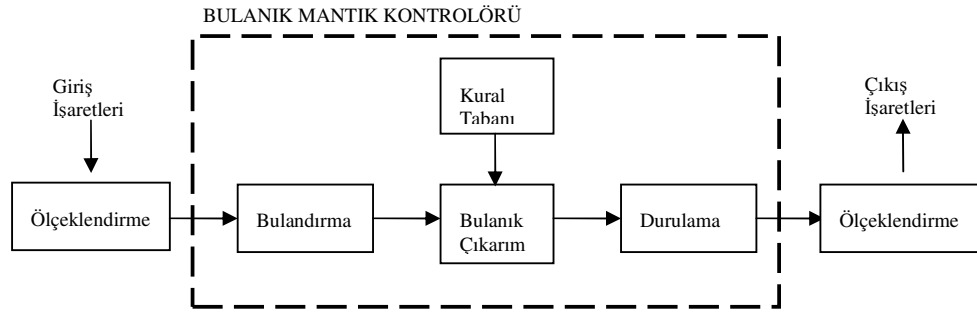 BULANIK MANTIK KONTROLÖRÜ
Giriş
İşaretleri
Kural
Tabanı
Çıkış
İşaretleri
Ölçeklendirme
Bulandırma
Bulanık
Çıkarım
Durulama
Ölçeklendirme